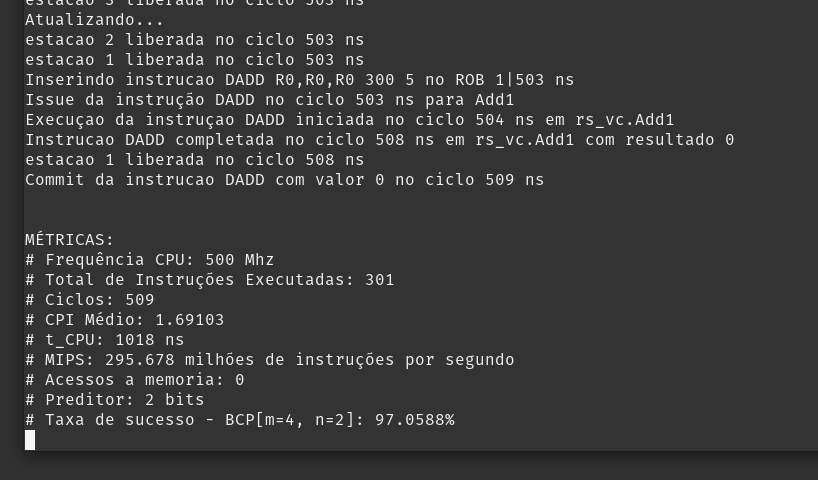 estacao 3 liberada no ciclo 503 ns
Atualizando...
estacao 2 liberada no ciclo 503 ns
estacao 1 liberada no ciclo 503 ns
Inserindo instrucao DADD R0,R0,R0 300 5 no ROB 1|503 ns
Issue da instrução DADD no ciclo 503 ns para Add1
Execuçao da instruçao DADD iniciada no ciclo 504 ns em rs_vc.Add1
Instrucao DADD completada no ciclo 508 ns em rs_vc.Add1 com resultado 0
estacao 1 liberada no ciclo 508 ns
Commit da instrucao DADD com valor 0 no ciclo 509 ns
MÉTRICAS:
# Frequência CPU: 500 Mhz
# Total de Instruções Executadas: 301
# Ciclos: 509
# CPI Médio: 1.69103
# t_CPU: 1018 ns
# MIPS: 295.678 milhões de instruções por segundo
# Acessos a memoria: 0
# Preditor: 2 bits
# Taxa de sucesso - BCP[m=4, n=2]: 97.0588%